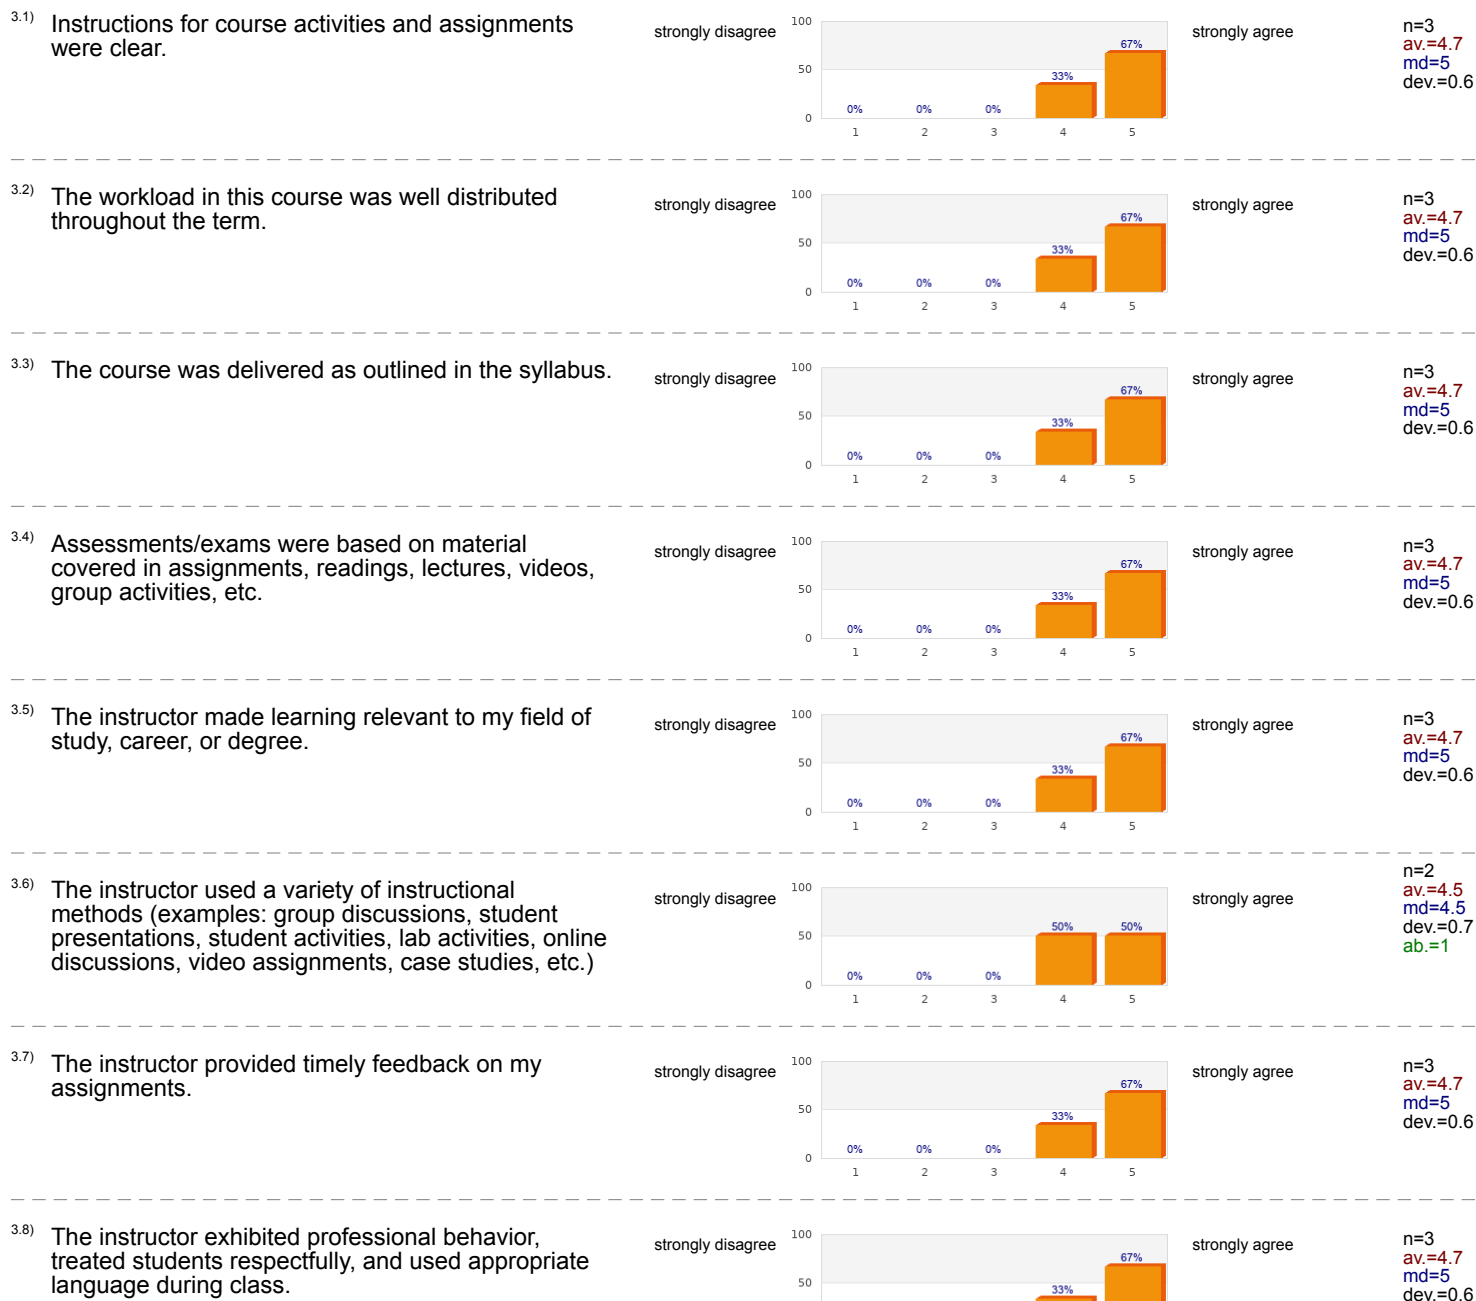 3.1) Instructions for course activities and assignments
were clear.
strongly disagree
100
50
0
0%
0%
0%
33%
67%
1 2 3 4 5
strongly agree
n=3
av.=4.7
md=5
dev.=0.6
3.2) The workload in this course was well distributed
throughout the term.
strongly disagree
100
50
0
0%
0%
0%
33%
67%
1 2 3 4 5
strongly agree
n=3
av.=4.7
md=5
dev.=0.6
3.3) The course was delivered as outlined in the syllabus.
strongly disagree
100
50
0
0%
0%
0%
33%
67%
1 2 3 4 5
strongly agree
n=3
av.=4.7
md=5
dev.=0.6
3.4) Assessments/exams were based on material
covered in assignments, readings, lectures, videos,
group activities, etc.
strongly disagree
100
50
0
0%
0%
0%
33%
67%
1 2 3 4 5
strongly agree
n=3
av.=4.7
md=5
dev.=0.6
3.5) The instructor made learning relevant to my field of
study, career, or degree.
strongly disagree
100
50
0
0%
0%
0%
33%
67%
1 2 3 4 5
strongly agree
n=3
av.=4.7
md=5
dev.=0.6
3.6) The instructor used a variety of instructional
methods (examples: group discussions, student
presentations, student activities, lab activities, online
discussions, video assignments, case studies, etc.)
strongly disagree
100
50
0
0%
0%
0%
50%
50%
1 2 3 4 5
strongly agree
n=2
av.=4.5
md=4.5
dev.=0.7
ab.=1
3.7) The instructor provided timely feedback on my
assignments.
strongly disagree
100
50
0
0%
0%
0%
33%
67%
1 2 3 4 5
strongly agree
n=3
av.=4.7
md=5
dev.=0.6
3.8) The instructor exhibited professional behavior,
treated students respectfully, and used appropriate
language during class.
strongly disagree
100
50
33%
67%
strongly agree
n=3
av.=4.7
md=5
dev.=0.6